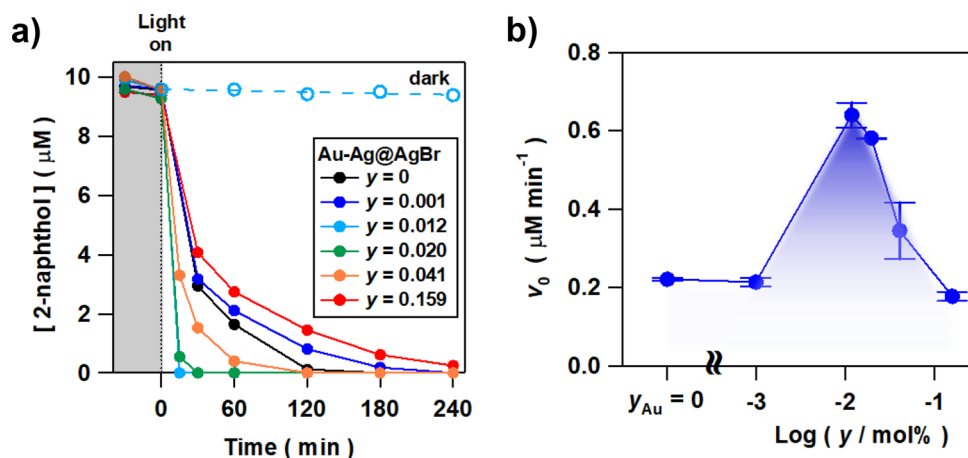 a)
Light
on
10
8
6
4
2
0
[ 2-naphthol ] ( μM )
dark
Au-Ag@AgBr
y = 0
y = 0.001
y = 0.012
y = 0.020
y = 0.041
y = 0.159
0 60 120 180 240
Time ( min )
b)
0.8
0.6
0.4
0.2
0.0
v₀ ( μM min⁻¹ )
yAu = 0 -3 -2 -1
Log ( y / mol% )